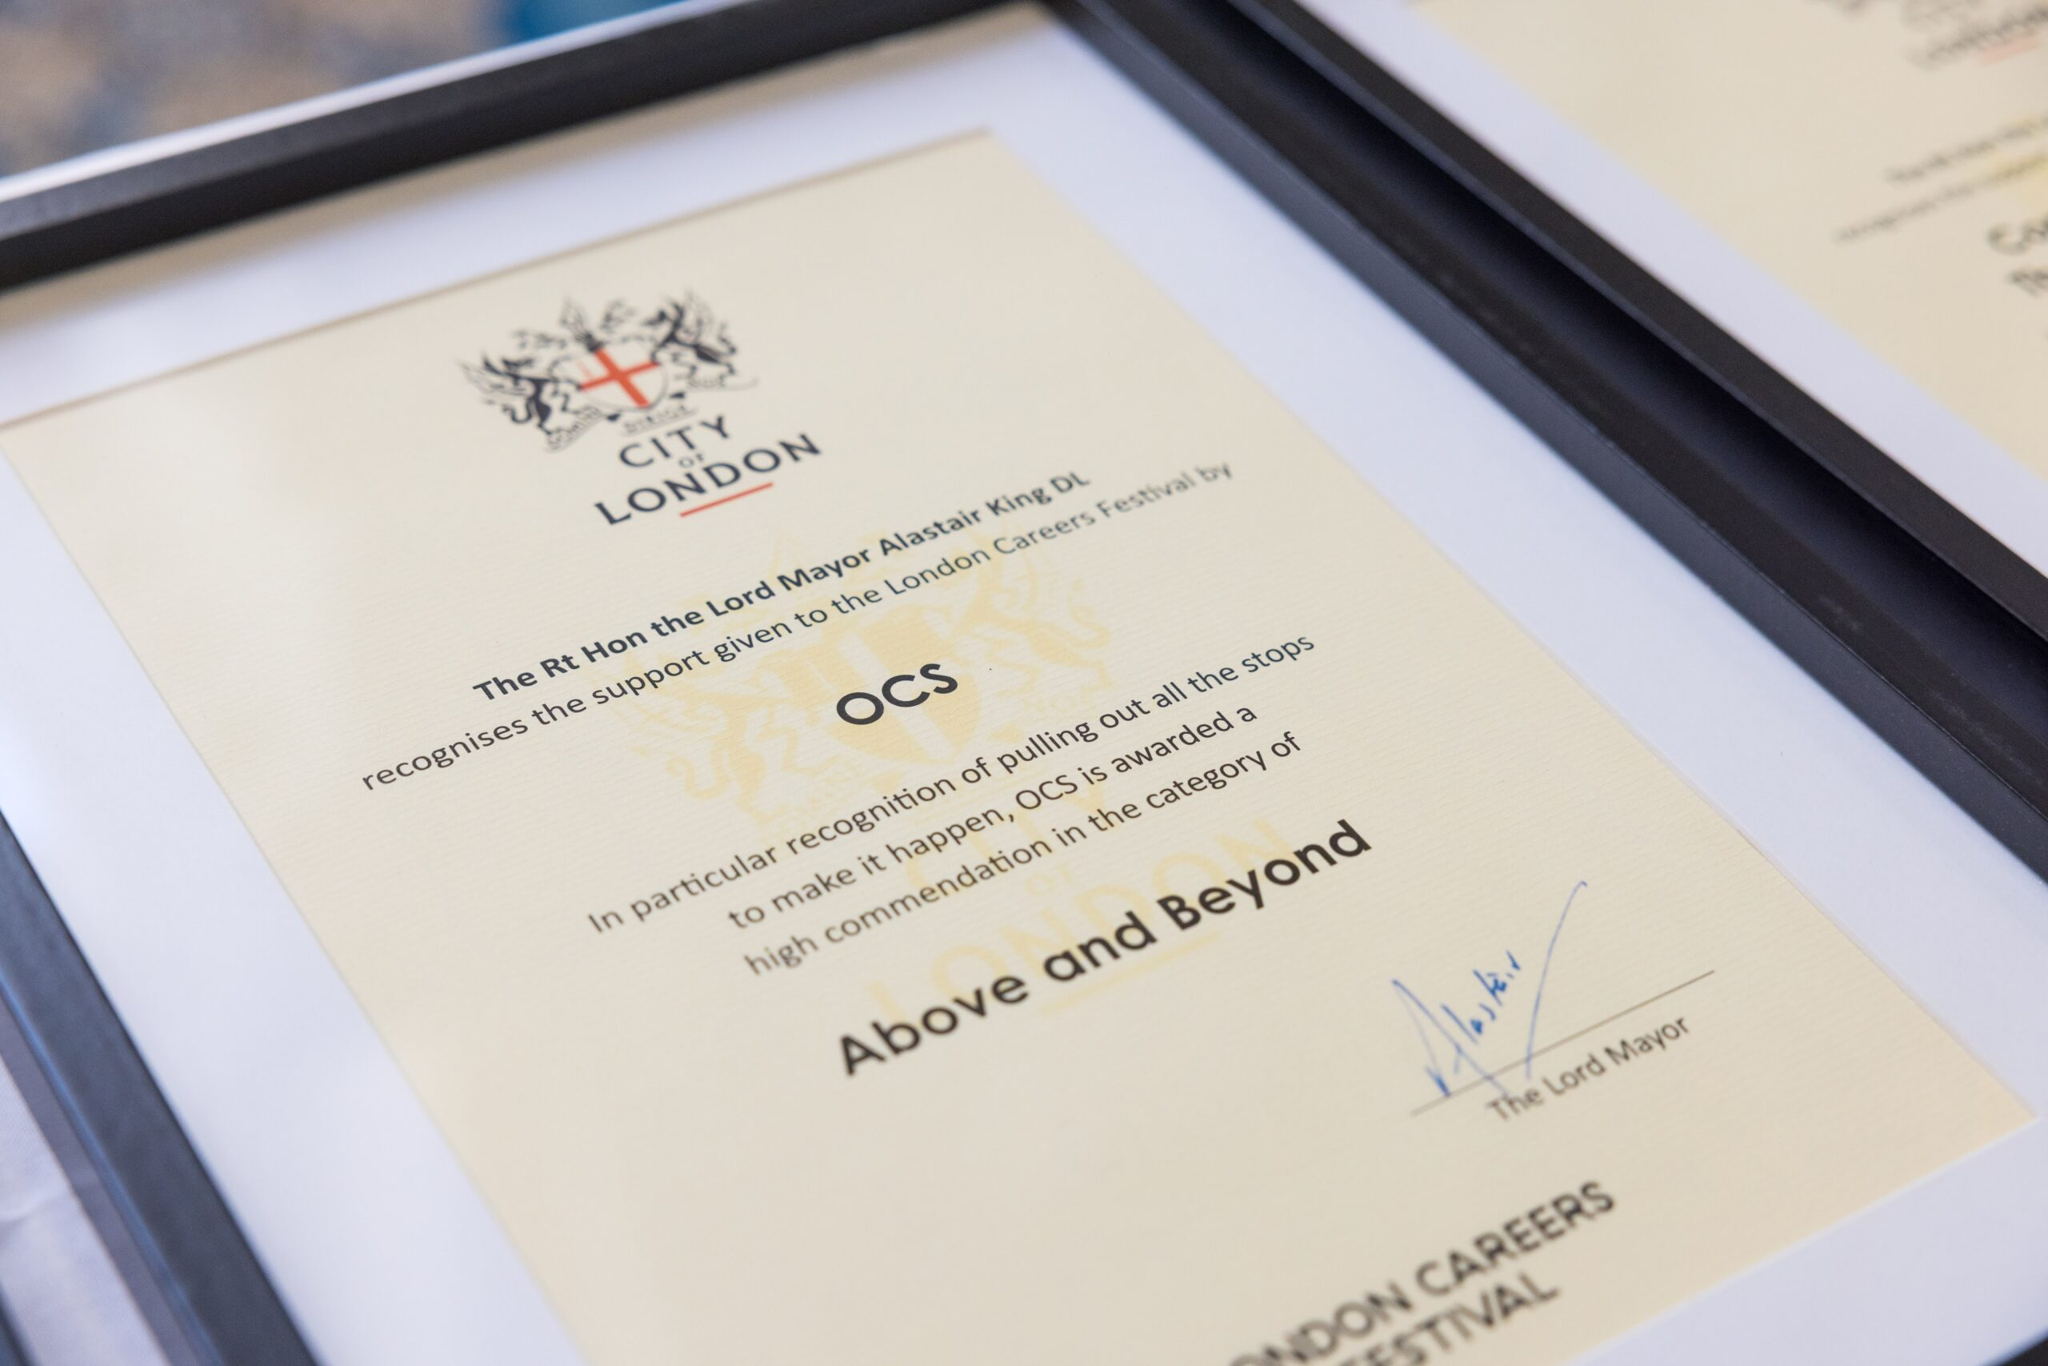 CITY
OF
LONDON
The Rt Hon the Lord Mayor Alastair King DL
recognises the support given to the London Careers Festival by
OCS
In particular recognition of pulling out all the stops
to make it happen, OCS is awarded a
high commendation in the category of
Above and Beyond
Alastair
The Lord Mayor
LONDON CAREERS
FESTIVAL